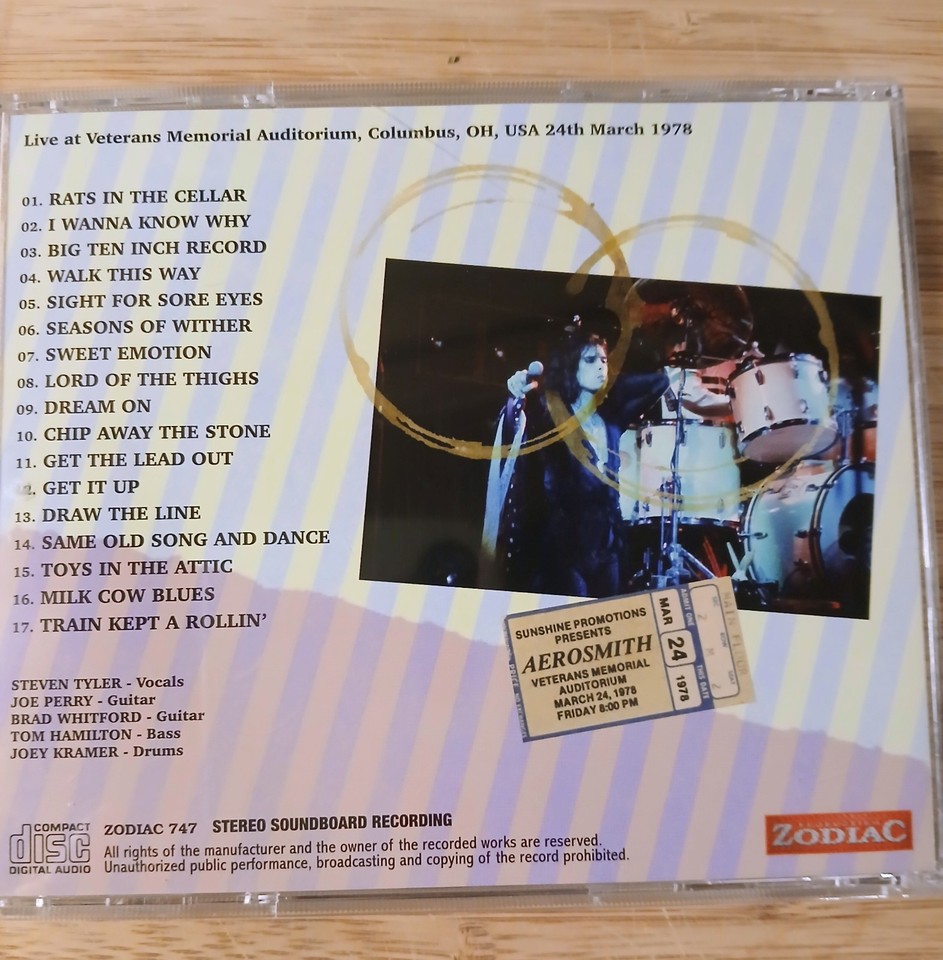 Live at Veterans Memorial Auditorium, Columbus, OH, USA 24th March 1978
01. RATS IN THE CELLAR
02. I WANNA KNOW WHY
03. BIG TEN INCH RECORD
04. WALK THIS WAY
05. SIGHT FOR SORE EYES
06. SEASONS OF WITHER
07. SWEET EMOTION
08. LORD OF THE THIGHS
09. DREAM ON
10. CHIP AWAY THE STONE
11. GET THE LEAD OUT
12. GET IT UP
13. DRAW THE LINE
14. SAME OLD SONG AND DANCE
15. TOYS IN THE ATTIC
16. MILK COW BLUES
17. TRAIN KEPT A ROLLIN'
SUNSHINE PROMOTIONS
PRESENTS
AEROSMITH
VETERANS MEMORIAL
AUDITORIUM
MARCH 24, 1978
FRIDAY 8:00 PM
MAR
24
1978
ADMIT ONE
THIS DATE
STEVEN TYLER - Vocals
JOE PERRY - Guitar
BRAD WHITFORD - Guitar
TOM HAMILTON - Bass
JOEY KRAMER - Drums
COMPACT
disc
DIGITAL AUDIO
ZODIAC 747 STEREO SOUNDBOARD RECORDING
All rights of the manufacturer and the owner of the recorded works are reserved.
Unauthorized public performance, broadcasting and copying of the record prohibited.
ZODIAC